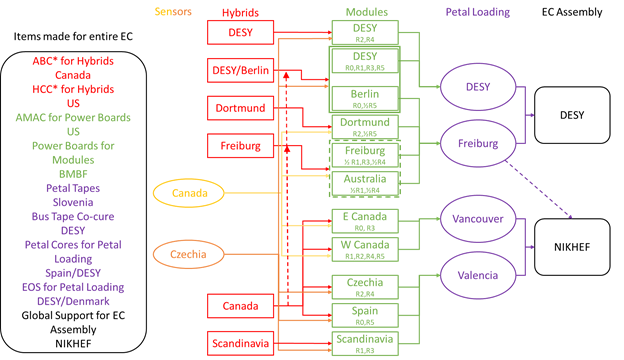 Sensors
Hybrids
Modules
Petal Loading
EC Assembly
Items made for entire EC
ABC* for Hybrids
Canada
HCC* for Hybrids
US
AMAC for Power Boards
US
Power Boards for
Modules
BMBF
Petal Tapes
Slovenia
Bus Tape Co-cure
DESY
Petal Cores for Petal
Loading
Spain/DESY
EOS for Petal Loading
DESY/Denmark
Global Support for EC
Assembly
NIKHEF
Canada
Czechia
DESY
DESY/Berlin
Dortmund
Freiburg
Canada
Scandinavia
DESY
R2,R4
DESY
R0,R1,R3,R5
Berlin
R0,½R5
Dortmund
R2,½R5
Freiburg
½ R1,R3,½R4
Australia
½R1,½R4
E Canada
R0, R3
W Canada
R1,R2,R4,R5
Czechia
R2,R4
Spain
R0,R5
Scandinavia
R1,R3
DESY
Freiburg
Vancouver
Valencia
DESY
NIKHEF